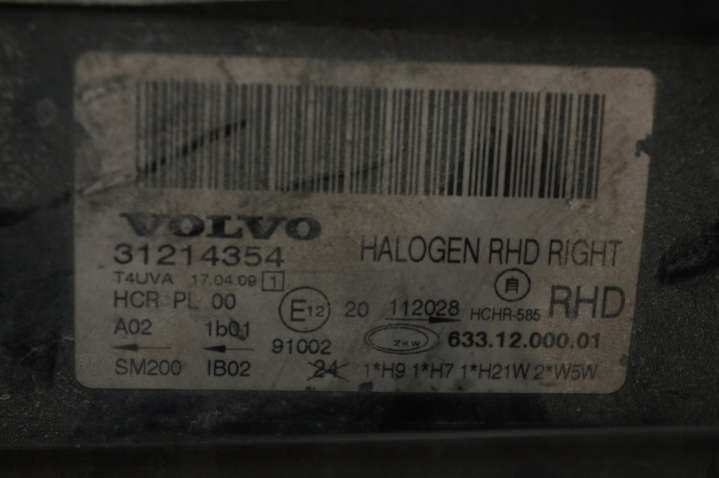 VOLVO
31214354 HALOGEN RHD RIGHT
T4UVA 17.04.09 1
HCR PL 00 E12 20 112028 HCHR-585 RHD
A02 1b01 91002 ZKW 633.12.000.01
SM200 IB02 24 1*H9 1*H7 1*H21W 2*W5W